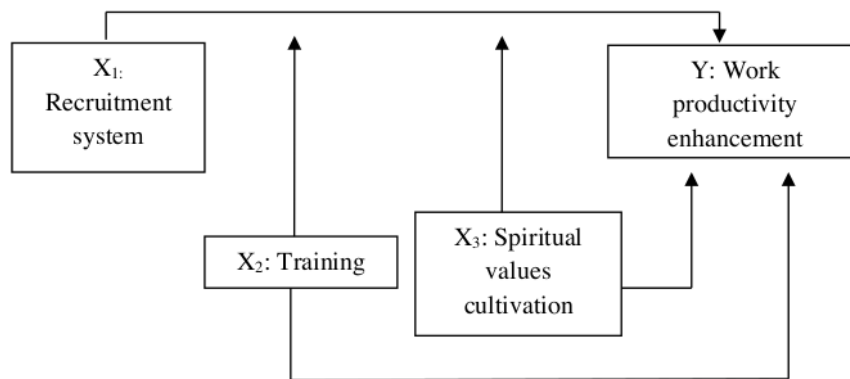 X1:
Recruitment
system
Y: Work
productivity
enhancement
X2: Training
X3: Spiritual
values
cultivation